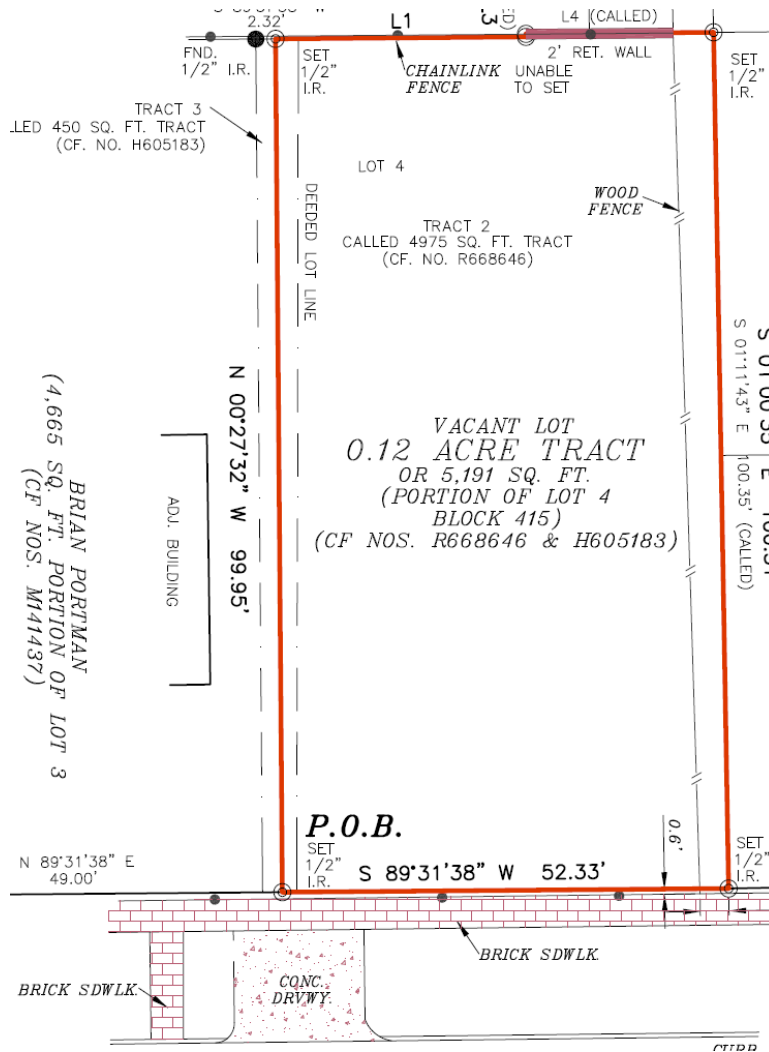 2.32'
L1
L4 (CALLED)
FND.
1/2" I.R.
SET
1/2"
I.R.
CHAINLINK
FENCE
UNABLE
TO SET
2' RET. WALL
SET
1/2"
I.R.
TRACT 3
LLED 450 SQ. FT. TRACT
(CF. NO. H605183)
LOT 4
WOOD
FENCE
DEEDED LOT LINE
TRACT 2
CALLED 4975 SQ. FT. TRACT
(CF. NO. R668646)
S 01°11'43" E 100.35' (CALLED)
N 00°27'32" W 99.95'
VACANT LOT
0.12 ACRE TRACT
OR 5,191 SQ. FT.
(PORTION OF LOT 4
BLOCK 415)
(CF NOS. R668646 & H605183)
ADJ. BUILDING
BRIAN PORTMAN
(4,665 SQ. FT. PORTION OF LOT 3
(CF NOS. M141437)
P.O.B.
SET
1/2"
I.R.
S 89°31'38" W 52.33'
0.6'
SET
1/2"
I.R.
N 89°31'38" E
49.00'
BRICK SDWLK.
BRICK SDWLK.
CONC.
DRVWY.
CURB